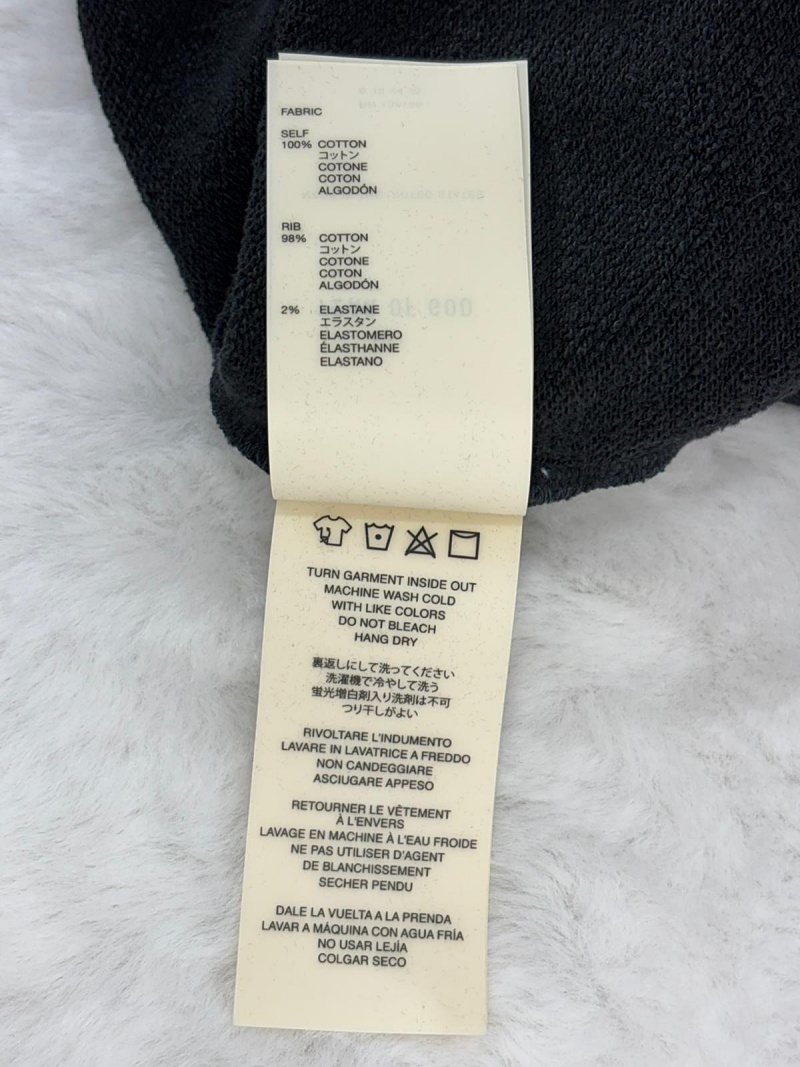 FABRIC
SELF
100% COTTON
コットン
COTONE
COTON
ALGODÓN
RIB
98% COTTON
コットン
COTONE
COTON
ALGODÓN
2% ELASTANE
エラスタン
ELASTOMERO
ÉLASTHANNE
ELASTANO
TURN GARMENT INSIDE OUT
MACHINE WASH COLD
WITH LIKE COLORS
DO NOT BLEACH
HANG DRY
裏返しにして洗ってください
洗濯機で冷やして洗う
蛍光増白剤入り洗剤は不可
つり干しがよい
RIVOLTARE L'INDUMENTO
LAVARE IN LAVATRICE A FREDDO
NON CANDEGGIARE
ASCIUGARE APPESO
RETOURNER LE VÊTEMENT
À L'ENVERS
LAVAGE EN MACHINE À L'EAU FROIDE
NE PAS UTILISER D'AGENT
DE BLANCHISSEMENT
SECHER PENDU
DALE LA VUELTA A LA PRENDA
LAVAR A MÁQUINA CON AGUA FRÍA
NO USAR LEJÍA
COLGAR SECO